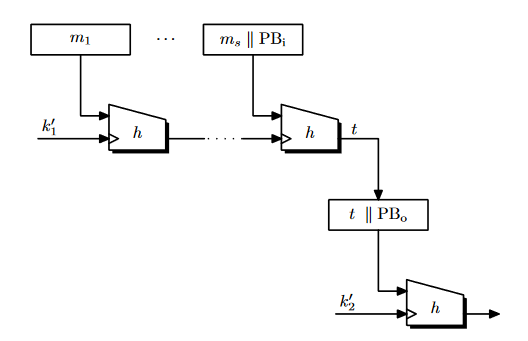 m₁ ··· mₛ ∥ PBᵢ
k′₁ h ···· h t
t ∥ PBₒ
k′₂ h